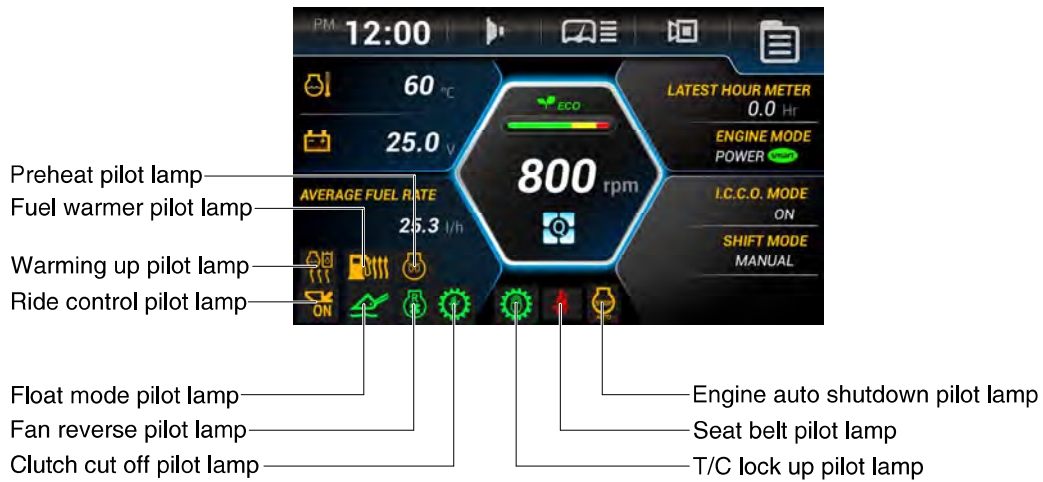 PM 12:00
60 °C
25.0 V
AVERAGE FUEL RATE
25.3 l/h
ECO
800 rpm
Q
LATEST HOUR METER
0.0 Hr
ENGINE MODE
POWER smart
I.C.C.O. MODE
ON
SHIFT MODE
MANUAL
ON
Preheat pilot lamp
Fuel warmer pilot lamp
Warming up pilot lamp
Ride control pilot lamp
Float mode pilot lamp
Fan reverse pilot lamp
Clutch cut off pilot lamp
Engine auto shutdown pilot lamp
Seat belt pilot lamp
T/C lock up pilot lamp